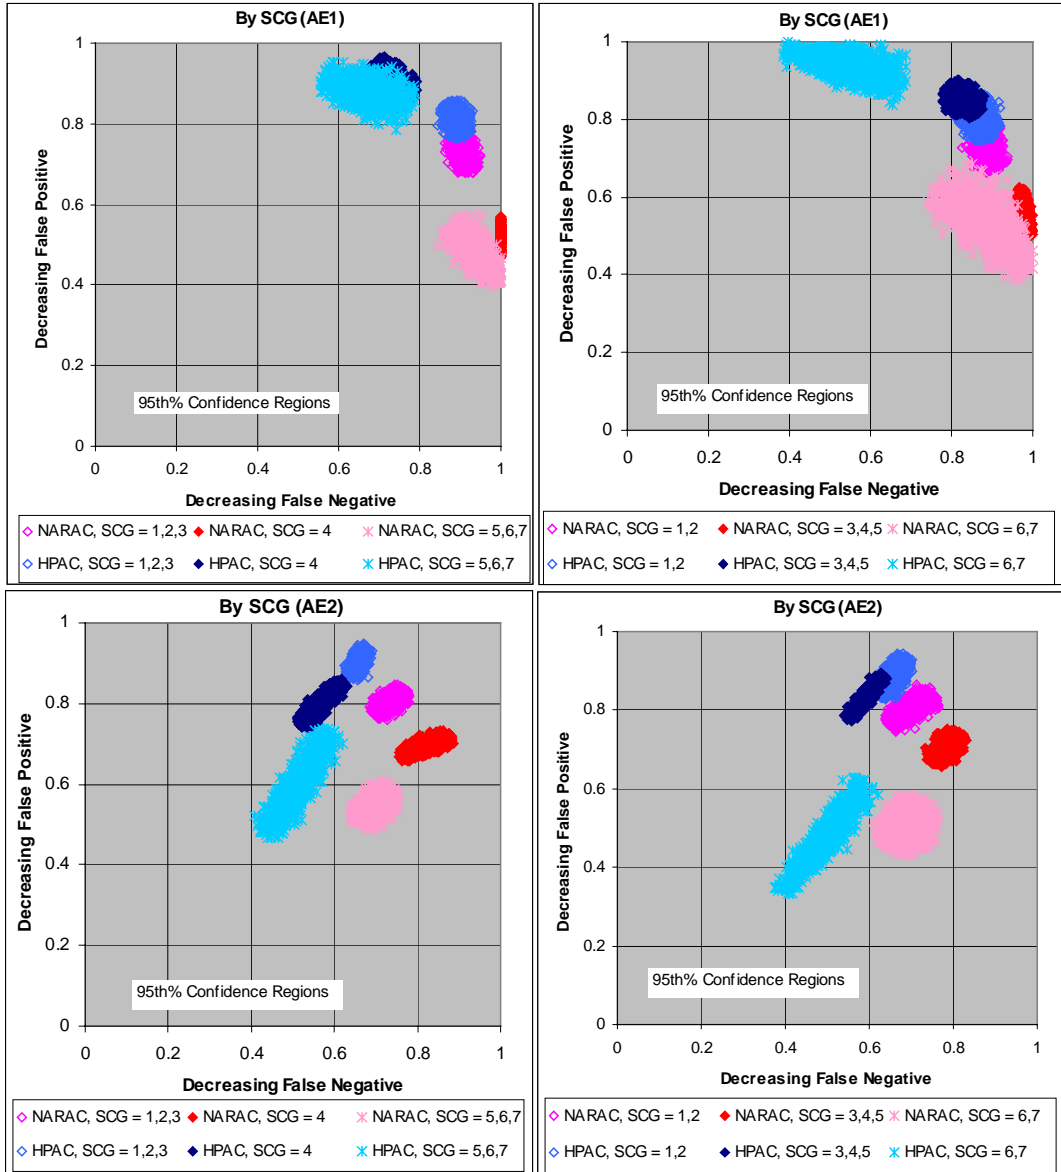 By SCG (AE1)
Decreasing False Positive
1
0.8
0.6
0.4
0.2
0
95th% Confidence Regions
0 0.2 0.4 0.6 0.8 1
Decreasing False Negative
NARAC, SCG = 1,2,3 NARAC, SCG = 4 NARAC, SCG = 5,6,7
HPAC, SCG = 1,2,3 HPAC, SCG = 4 HPAC, SCG = 5,6,7
By SCG (AE1)
Decreasing False Positive
1
0.8
0.6
0.4
0.2
0
95th% Confidence Regions
0 0.2 0.4 0.6 0.8 1
Decreasing False Negative
NARAC, SCG = 1,2 NARAC, SCG = 3,4,5 NARAC, SCG = 6,7
HPAC, SCG = 1,2 HPAC, SCG = 3,4,5 HPAC, SCG = 6,7
By SCG (AE2)
Decreasing False Positive
1
0.8
0.6
0.4
0.2
0
95th% Confidence Regions
0 0.2 0.4 0.6 0.8 1
Decreasing False Negative
NARAC, SCG = 1,2,3 NARAC, SCG = 4 NARAC, SCG = 5,6,7
HPAC, SCG = 1,2,3 HPAC, SCG = 4 HPAC, SCG = 5,6,7
By SCG (AE2)
Decreasing False Positive
1
0.8
0.6
0.4
0.2
0
95th% Confidence Regions
0 0.2 0.4 0.6 0.8 1
Decreasing False Negative
NARAC, SCG = 1,2 NARAC, SCG = 3,4,5 NARAC, SCG = 6,7
HPAC, SCG = 1,2 HPAC, SCG = 3,4,5 HPAC, SCG = 6,7